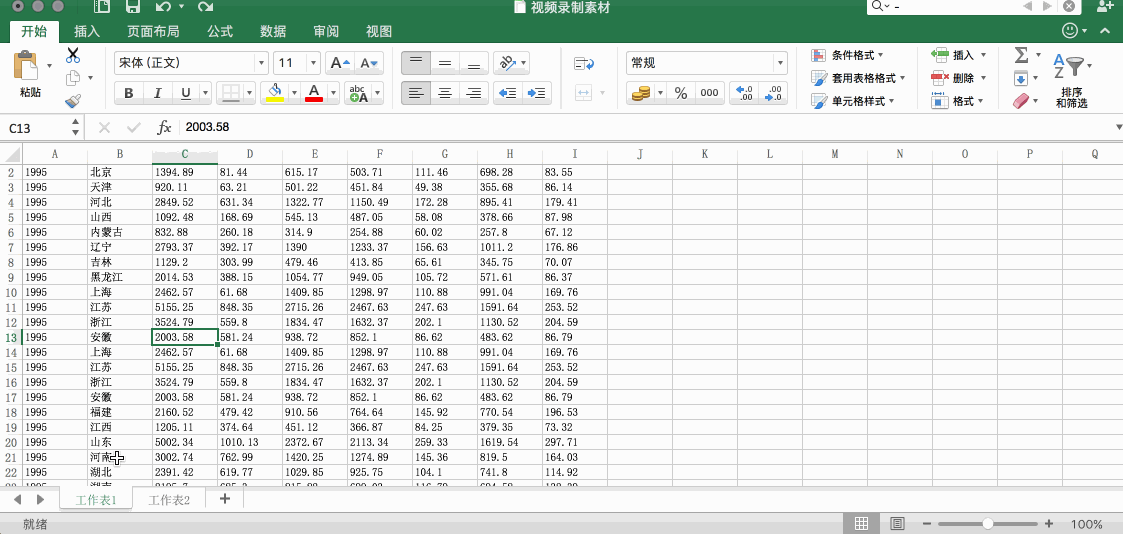 视频录制素材
开始 插入 页面布局 公式 数据 审阅 视图
粘贴 宋体 (正文) 11 A A 常规 条件格式 插入
B I U A abc A % 000 .0 .00 .00 .0 套用表格格式 删除
单元格样式 格式 排序和筛选
C13 fx 2003.58
A B C D E F G H I J K L M N O P Q
2 1995 北京 1394.89 81.44 615.17 503.71 111.46 698.28 83.55
3 1995 天津 920.11 63.21 501.22 451.84 49.38 355.68 86.14
4 1995 河北 2849.52 631.34 1322.77 1150.49 172.28 895.41 179.41
5 1995 山西 1092.48 168.69 545.13 487.05 58.08 378.66 87.98
6 1995 内蒙古 832.88 260.18 314.9 254.88 60.02 257.8 67.12
7 1995 辽宁 2793.37 392.17 1390 1233.37 156.63 1011.2 176.86
8 1995 吉林 1129.2 303.99 479.46 413.85 65.61 345.75 70.07
9 1995 黑龙江 2014.53 388.15 1054.77 949.05 105.72 571.61 86.37
10 1995 上海 2462.57 61.68 1409.85 1298.97 110.88 991.04 169.76
11 1995 江苏 5155.25 848.35 2715.26 2467.63 247.63 1591.64 253.52
12 1995 浙江 3524.79 559.8 1834.47 1632.37 202.1 1130.52 204.59
13 1995 安徽 2003.58 581.24 938.72 852.1 86.62 483.62 86.79
14 1995 上海 2462.57 61.68 1409.85 1298.97 110.88 991.04 169.76
15 1995 江苏 5155.25 848.35 2715.26 2467.63 247.63 1591.64 253.52
16 1995 浙江 3524.79 559.8 1834.47 1632.37 202.1 1130.52 204.59
17 1995 安徽 2003.58 581.24 938.72 852.1 86.62 483.62 86.79
18 1995 福建 2160.52 479.42 910.56 764.64 145.92 770.54 196.53
19 1995 江西 1205.11 374.64 451.12 366.87 84.25 379.35 73.32
20 1995 山东 5002.34 1010.13 2372.67 2113.34 259.33 1619.54 297.71
21 1995 河南 3002.74 762.99 1420.25 1274.89 145.36 819.5 164.03
22 1995 湖北 2391.42 619.77 1029.85 925.75 104.1 741.8 114.92
工作表1 工作表2 +
就绪 100%